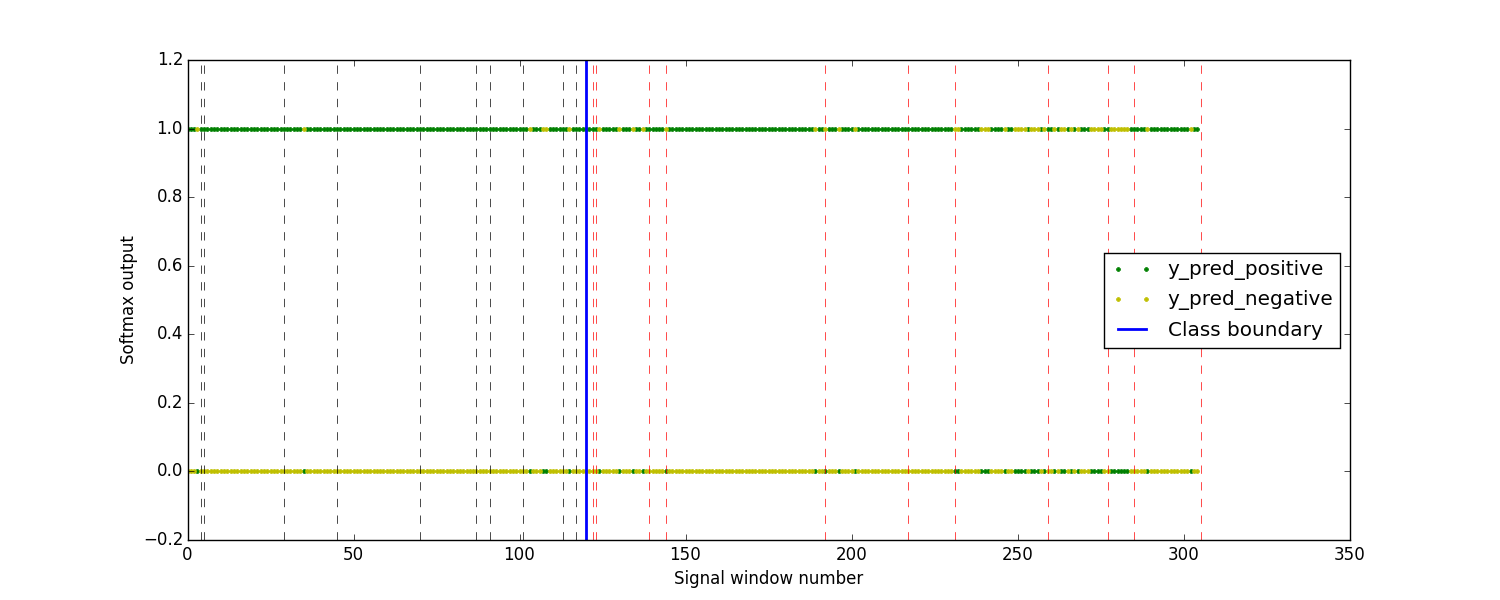 1.2
1.0
0.8
0.6
0.4
0.2
0.0
−0.2
Softmax output
0 50 100 150 200 250 300 350
Signal window number
y_pred_positive
y_pred_negative
Class boundary